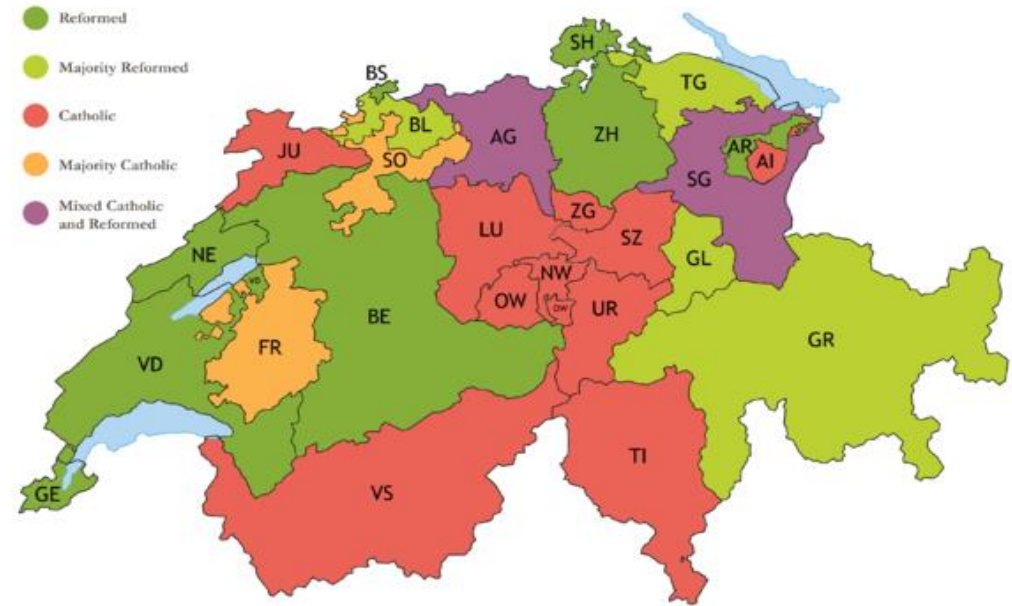 Reformed
Majority Reformed
Catholic
Majority Catholic
Mixed Catholic
and Reformed
SH
BS
TG
BL
AG
ZH
JU
SO
AR
AI
SG
ZG
LU
SZ
NE
GL
NW
OW
OW
UR
BE
FR
VD
GR
TI
VS
GE